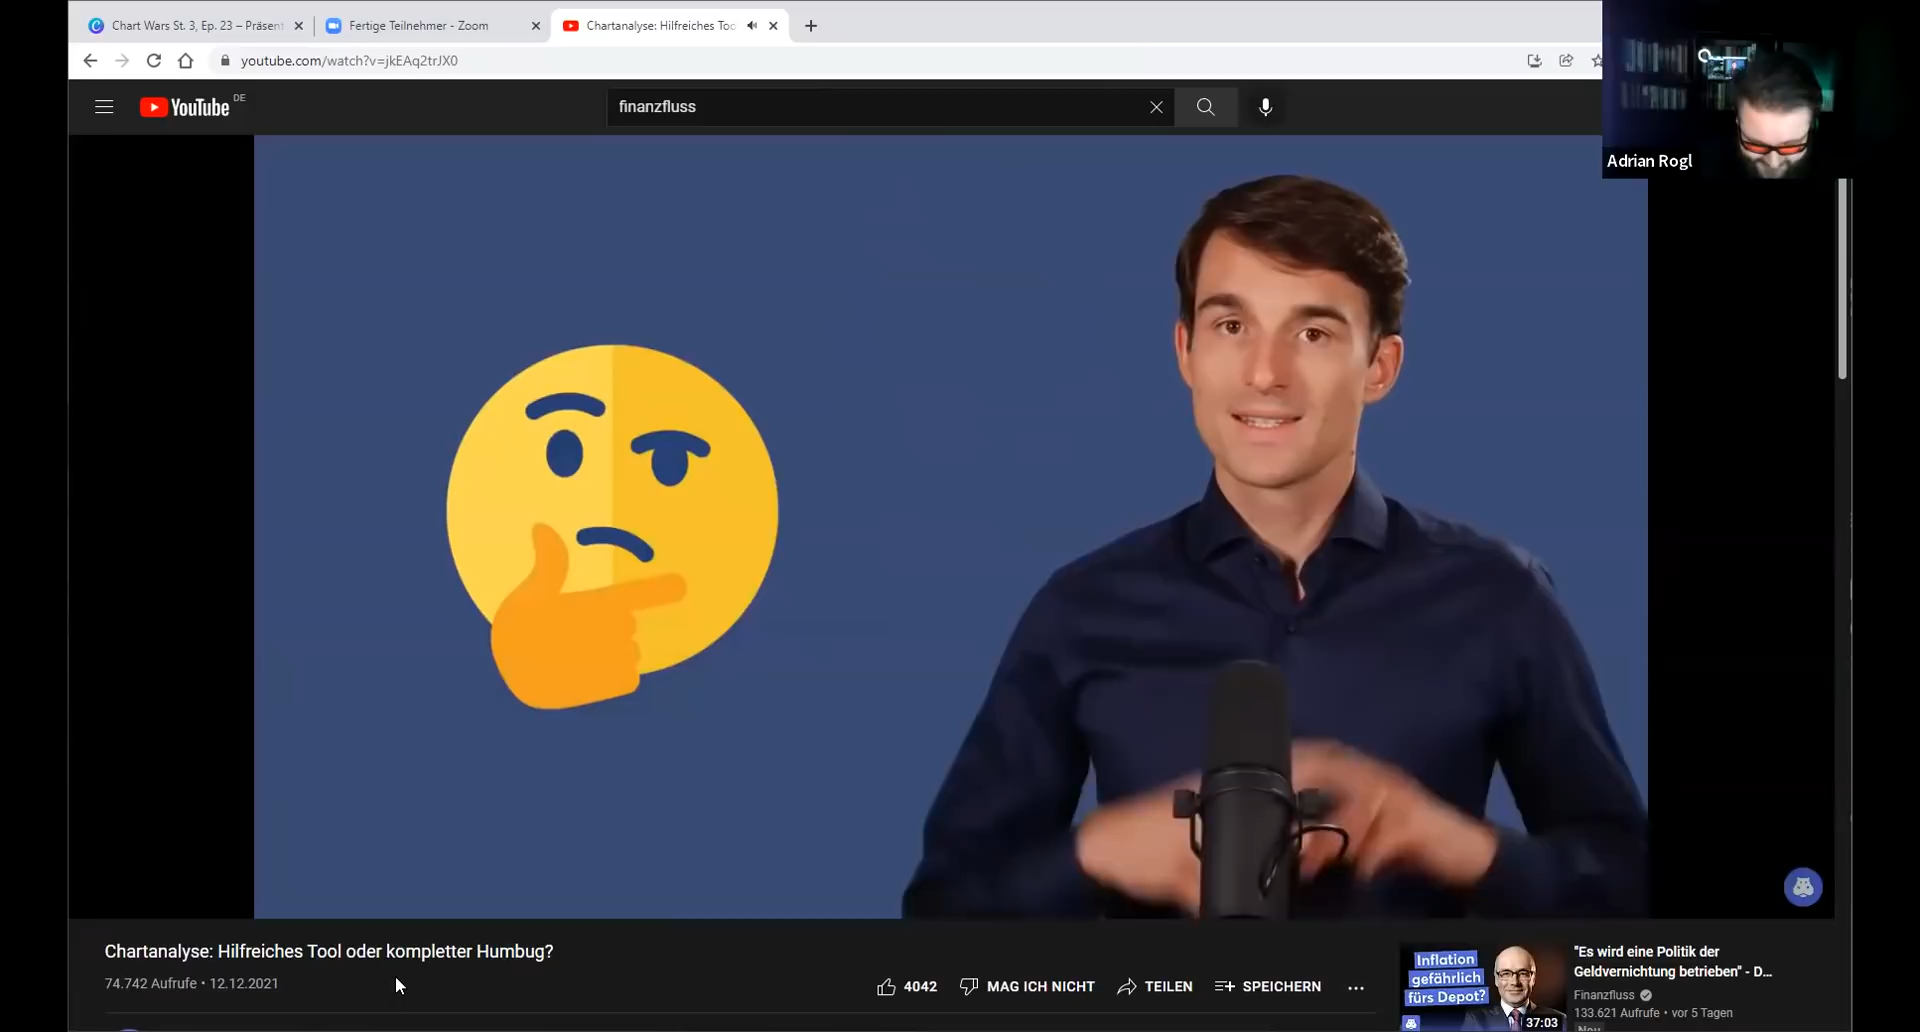 Chart Wars St. 3, Ep. 23 – Präsent
Fertige Teilnehmer - Zoom
Chartanalyse: Hilfreiches Too
youtube.com/watch?v=jkEAq2trJX0
YouTube DE
finanzfluss
Adrian Rogl
Chartanalyse: Hilfreiches Tool oder kompletter Humbug?
74.742 Aufrufe • 12.12.2021
4042
MAG ICH NICHT
TEILEN
SPEICHERN
Inflation
gefährlich
fürs Depot?
37:03
"Es wird eine Politik der
Geldvernichtung betrieben" - D...
Finanzfluss
133.621 Aufrufe • vor 5 Tagen
Neu